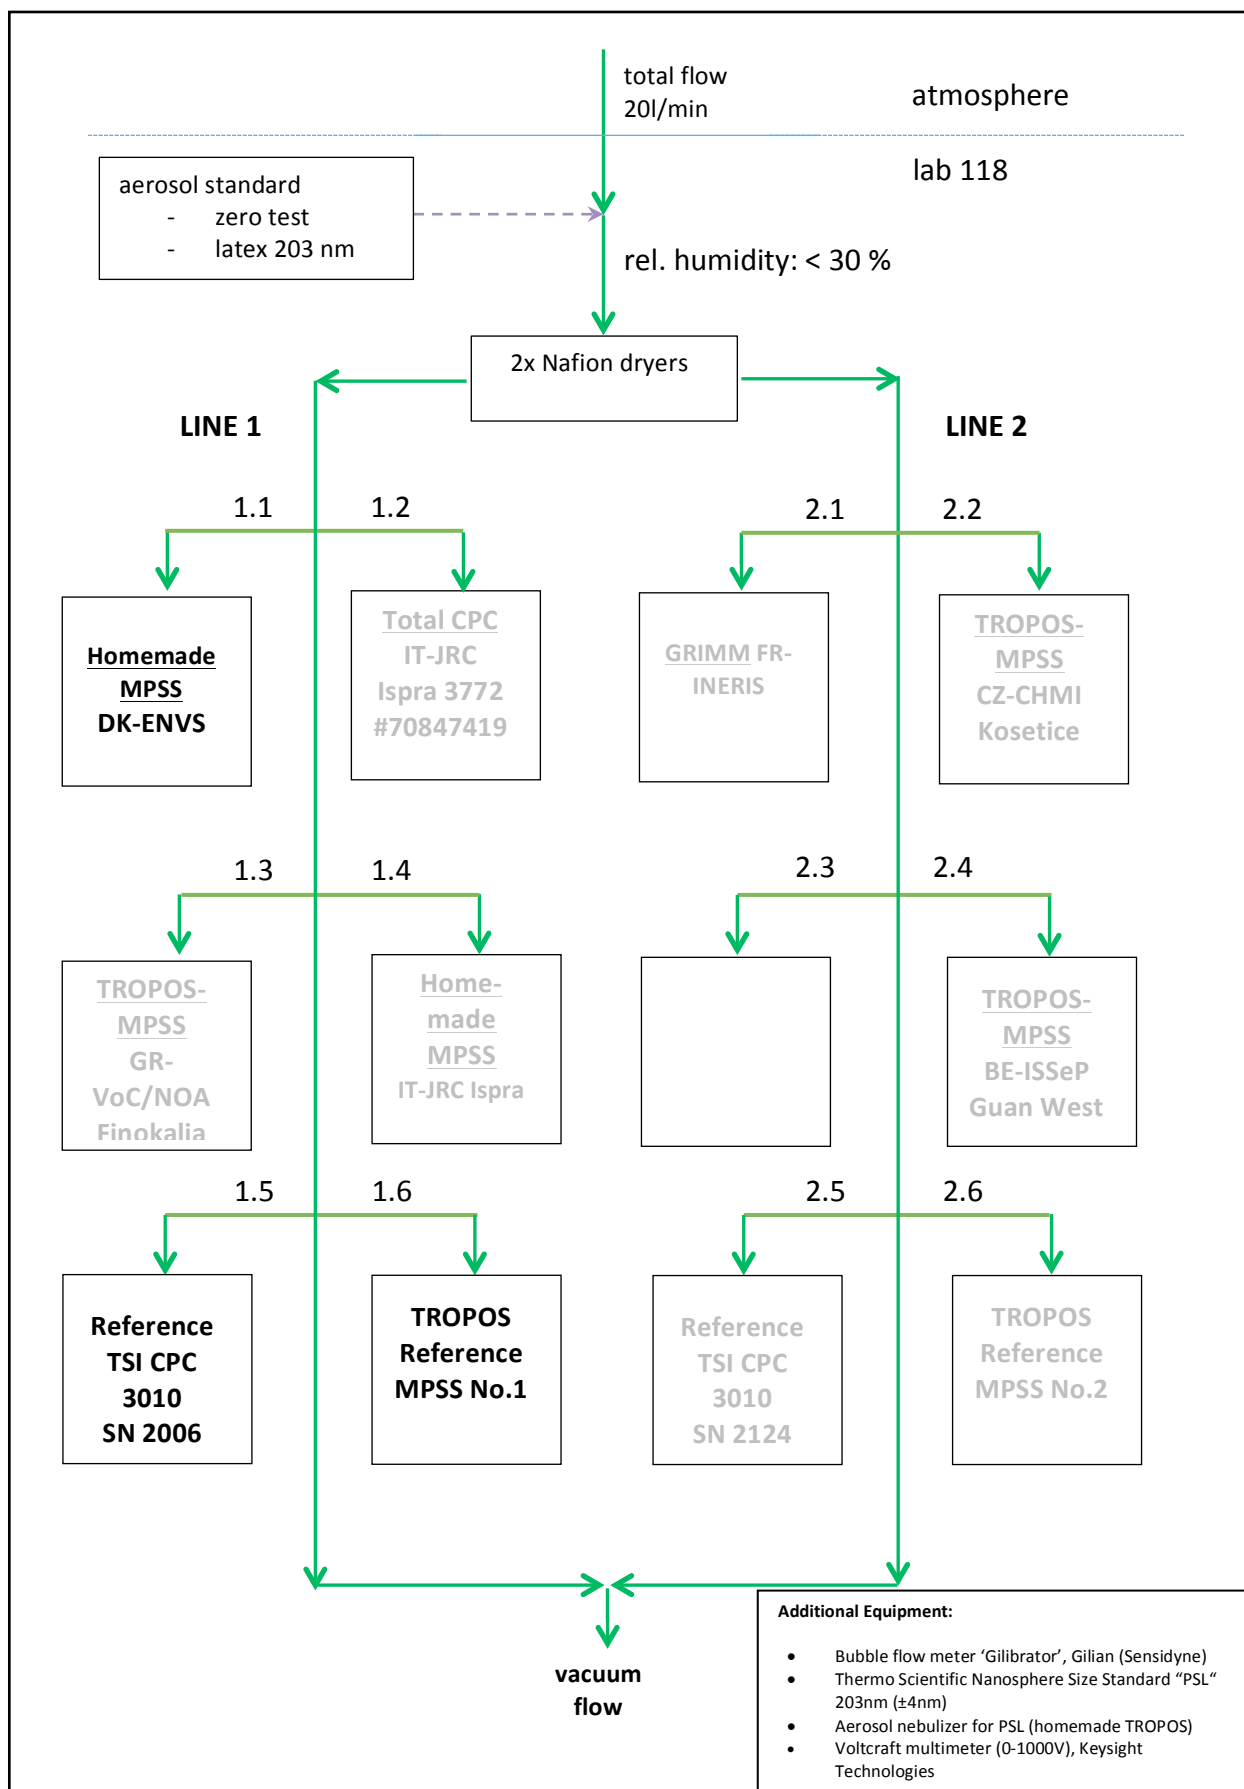 total flow
20l/min
atmosphere
lab 118
aerosol standard
- zero test
- latex 203 nm
rel. humidity: < 30 %
2x Nafion dryers
LINE 1
LINE 2
1.1
1.2
2.1
2.2
Homemade
MPSS
DK-ENVS
Total CPC
IT-JRC
Ispra 3772
#70847419
GRIMM FR-
INERIS
TROPOS-
MPSS
CZ-CHMI
Kosetice
1.3
1.4
2.3
2.4
TROPOS-
MPSS
GR-
VoC/NOA
Finokalia
Home-
made
MPSS
IT-JRC Ispra
TROPOS-
MPSS
BE-ISSeP
Guan West
1.5
1.6
2.5
2.6
Reference
TSI CPC
3010
SN 2006
TROPOS
Reference
MPSS No.1
Reference
TSI CPC
3010
SN 2124
TROPOS
Reference
MPSS No.2
vacuum
flow
Additional Equipment:
• Bubble flow meter ‘Gilibrator’, Gilian (Sensidyne)
• Thermo Scientific Nanosphere Size Standard “PSL“
203nm (±4nm)
• Aerosol nebulizer for PSL (homemade TROPOS)
• Voltcraft multimeter (0-1000V), Keysight
Technologies